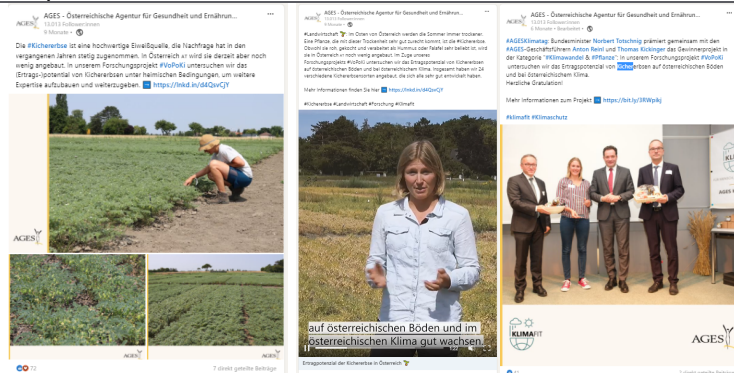 AGES - Österreichische Agentur für Gesundheit und Ernährun...
13.013 Follower:innen
9 Monate •
Die #Kichererbse ist eine hochwertige Eiweißquelle, die Nachfrage hat in den
vergangenen Jahren stetig zugenommen. In Österreich wird sie derzeit aber noch
wenig angebaut. In unserem Forschungsprojekt #VoPoKi untersuchen wir das
(Ertrags-)potential von Kichererbsen unter heimischen Bedingungen, um weitere
Expertise aufzubauen und weiterzugeben. https://lnkd.in/d4QsvCjY
AGES
AGES
AGES
72
7 direkt geteilte Beiträge
AGES - Österreichische Agentur für Gesundheit und Ernährun...
13.013 Follower:innen
9 Monate •
#Landwirtschaft Im Osten von Österreich werden die Sommer immer trockener.
Eine Pflanze, die mit dieser Trockenheit sehr gut zurecht kommt, ist die Kichererbse.
Obwohl sie roh, gekocht und verarbeitet als Hummus oder Falafel sehr beliebt ist, wird
sie in Österreich noch wenig angebaut. Im Zuge unseres
Forschungsprojektes #VoPoKi untersuchen wir das Ertragspotenzial von Kichererbsen
auf österreichischen Böden und bei österreichischem Klima. Insgesamt haben wir 24
verschiedene Kichererbsensorten angebaut, die sich alle sehr gut entwickelt haben.
Mehr Informationen finden Sie hier https://lnkd.in/d4QsvCjY
#Kichererbse #Landwirtschaft #Forschung #Klimafit
auf österreichischen Böden und im
österreichischen Klima gut wachsen.
Ertragspotenzial der Kichererbse in Österreich
AGES - Österreichische Agentur für Gesundheit und Ernährun...
13.013 Follower:innen
6 Monate • Bearbeitet •
#AGESKlimatag: Bundesminister Norbert Totschnig prämiert gemeinsam mit den
#AGES-Geschäftsführern Anton Reinl und Thomas Kickinger das Gewinnerprojekt in
der Kategorie "#Klimawandel & #Pflanze": In unserem Forschungsprojekt #VoPoKi
untersuchen wir das Ertragspotenzial von Kichererbsen auf österreichischen Böden
und bei österreichischem Klima.
Herzliche Gratulation!
Mehr Informationen zum Projekt https://bit.ly/3RWpikj
#klimafit #Klimaschutz
KLIMAFIT
AGES